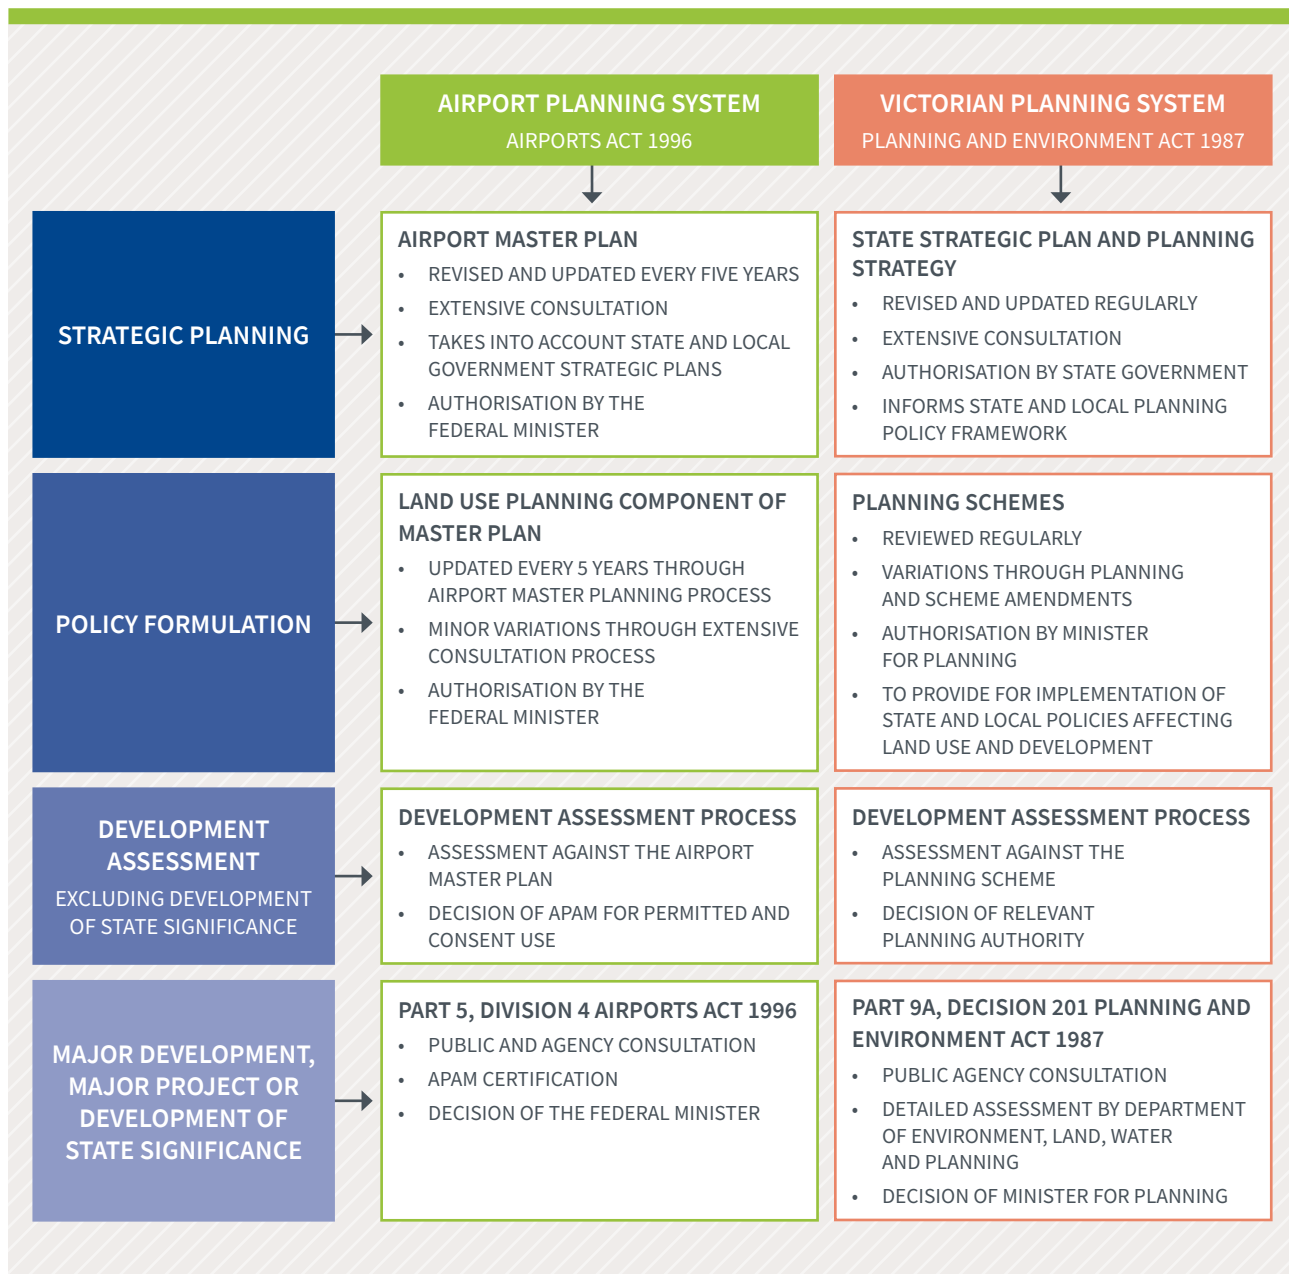 AIRPORT PLANNING SYSTEM
AIRPORTS ACT 1996
VICTORIAN PLANNING SYSTEM
PLANNING AND ENVIRONMENT ACT 1987
STRATEGIC PLANNING
AIRPORT MASTER PLAN
• REVISED AND UPDATED EVERY FIVE YEARS
• EXTENSIVE CONSULTATION
• TAKES INTO ACCOUNT STATE AND LOCAL
GOVERNMENT STRATEGIC PLANS
• AUTHORISATION BY THE
FEDERAL MINISTER
STATE STRATEGIC PLAN AND PLANNING
STRATEGY
• REVISED AND UPDATED REGULARLY
• EXTENSIVE CONSULTATION
• AUTHORISATION BY STATE GOVERNMENT
• INFORMS STATE AND LOCAL PLANNING
POLICY FRAMEWORK
POLICY FORMULATION
LAND USE PLANNING COMPONENT OF
MASTER PLAN
• UPDATED EVERY 5 YEARS THROUGH
AIRPORT MASTER PLANNING PROCESS
• MINOR VARIATIONS THROUGH EXTENSIVE
CONSULTATION PROCESS
• AUTHORISATION BY THE
FEDERAL MINISTER
PLANNING SCHEMES
• REVIEWED REGULARLY
• VARIATIONS THROUGH PLANNING
AND SCHEME AMENDMENTS
• AUTHORISATION BY MINISTER
FOR PLANNING
• TO PROVIDE FOR IMPLEMENTATION OF
STATE AND LOCAL POLICIES AFFECTING
LAND USE AND DEVELOPMENT
DEVELOPMENT
ASSESSMENT
EXCLUDING DEVELOPMENT
OF STATE SIGNIFICANCE
DEVELOPMENT ASSESSMENT PROCESS
• ASSESSMENT AGAINST THE AIRPORT
MASTER PLAN
• DECISION OF APAM FOR PERMITTED AND
CONSENT USE
DEVELOPMENT ASSESSMENT PROCESS
• ASSESSMENT AGAINST THE
PLANNING SCHEME
• DECISION OF RELEVANT
PLANNING AUTHORITY
MAJOR DEVELOPMENT,
MAJOR PROJECT OR
DEVELOPMENT OF
STATE SIGNIFICANCE
PART 5, DIVISION 4 AIRPORTS ACT 1996
• PUBLIC AND AGENCY CONSULTATION
• APAM CERTIFICATION
• DECISION OF THE FEDERAL MINISTER
PART 9A, DECISION 201 PLANNING AND
ENVIRONMENT ACT 1987
• PUBLIC AGENCY CONSULTATION
• DETAILED ASSESSMENT BY DEPARTMENT
OF ENVIRONMENT, LAND, WATER
AND PLANNING
• DECISION OF MINISTER FOR PLANNING